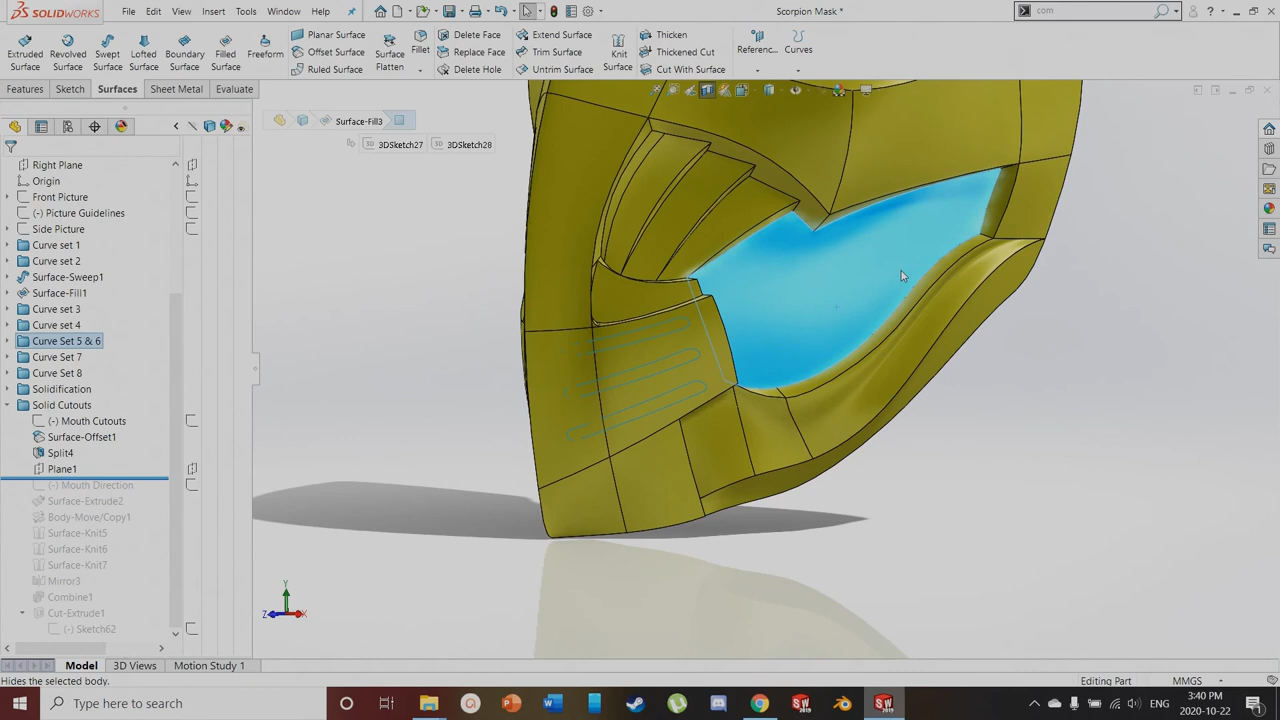 SOLIDWORKS File Edit View Insert Tools Window Scorpion Mask * com
Extruded Surface Revolved Surface Swept Surface Lofted Surface Boundary Surface Filled Surface Freeform Planar Surface Offset Surface Ruled Surface Surface Flatten Fillet Delete Face Replace Face Delete Hole Extend Surface Trim Surface Untrim Surface Knit Surface Thicken Thickened Cut Cut With Surface Referenc... Curves
Features Sketch Surfaces Sheet Metal Evaluate
Surface-Fill3
3DSketch27 3DSketch28
Right Plane
Origin
Front Picture
(-) Picture Guidelines
Side Picture
Curve set 1
Curve set 2
Surface-Sweep1
Surface-Fill1
Curve set 3
Curve set 4
Curve Set 5 & 6
Curve Set 7
Curve Set 8
Solidification
Solid Cutouts
(-) Mouth Cutouts
Surface-Offset1
Split4
Plane1
(-) Mouth Direction
Surface-Extrude2
Body-Move/Copy1
Surface-Knit5
Surface-Knit6
Surface-Knit7
Mirror3
Combine1
Cut-Extrude1
(-) Sketch62
Y
Z X
Model 3D Views Motion Study 1
Hides the selected body. Editing Part MMGS
Type here to search ENG 3:40 PM
2020-10-22